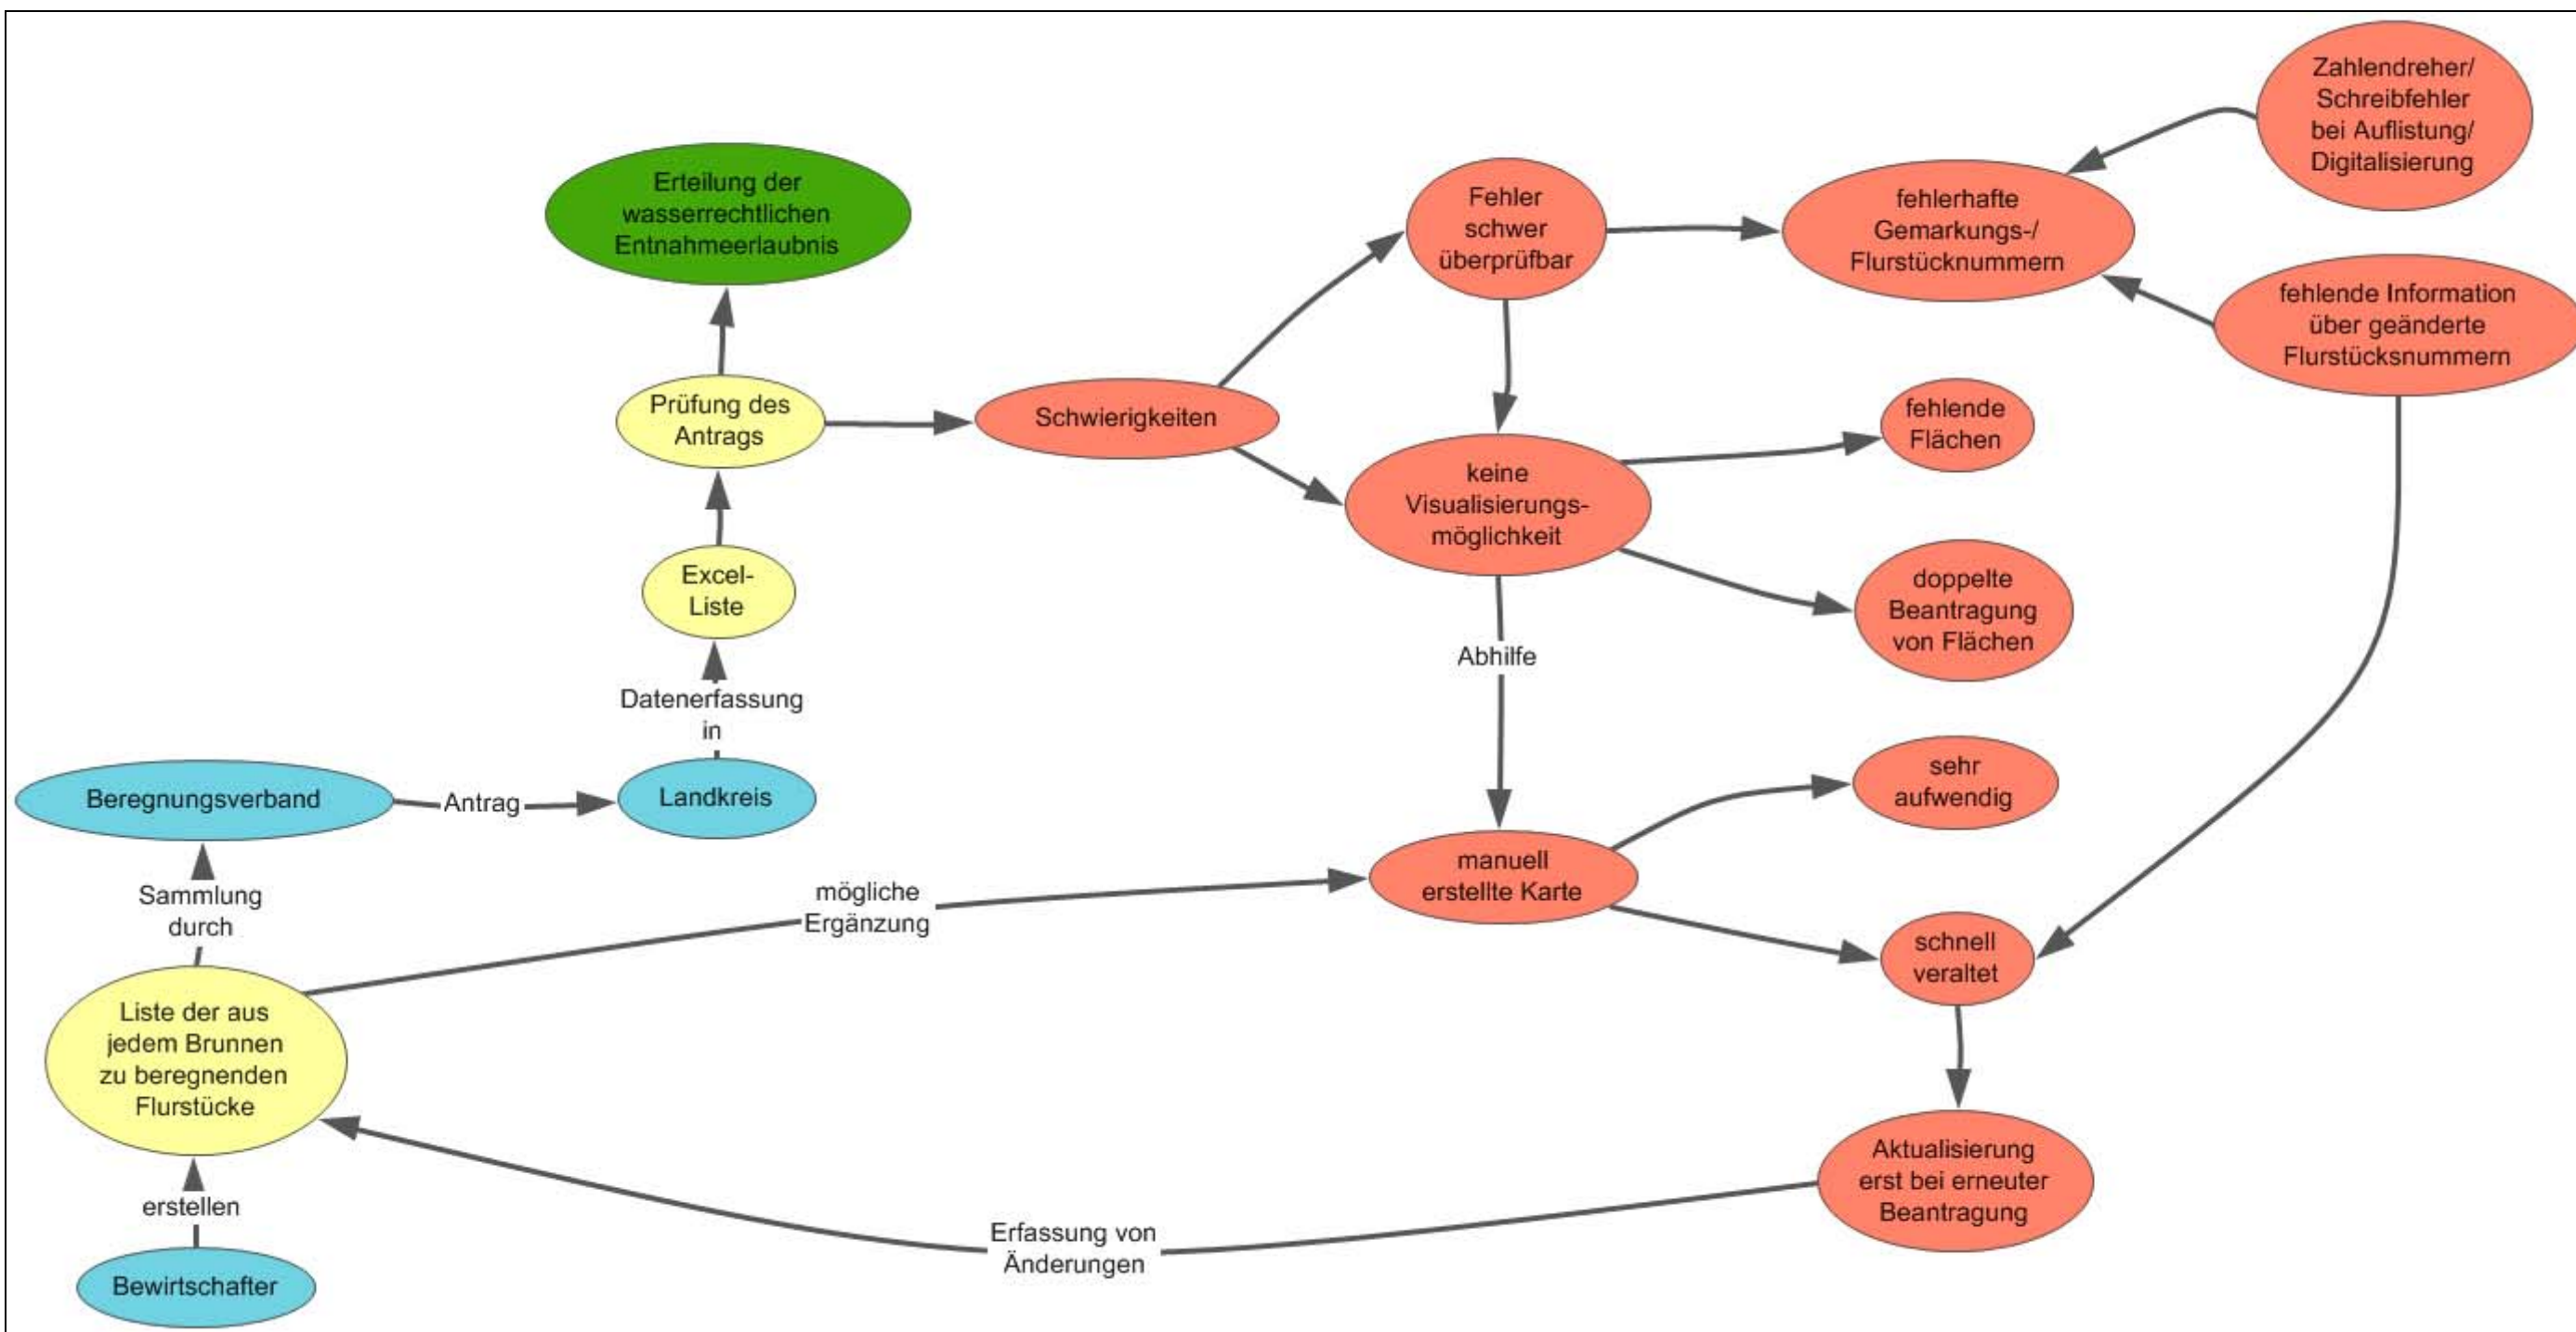 Zahlendreher/
Schreibfehler
bei Auflistung/
Digitalisierung
Erteilung der
wasserrechtlichen
Entnahmeerlaubnis
Fehler
schwer
überprüfbar
fehlerhafte
Gemarkungs-/
Flurstücknummern
fehlende Information
über geänderte
Flurstücksnummern
Prüfung des
Antrags
Schwierigkeiten
fehlende
Flächen
keine
Visualisierungs-
möglichkeit
Excel-
Liste
doppelte
Beantragung
von Flächen
Abhilfe
Datenerfassung
in
Beregnungsverband
Antrag
Landkreis
sehr
aufwendig
manuell
erstellte Karte
Sammlung
durch
mögliche
Ergänzung
schnell
veraltet
Liste der aus
jedem Brunnen
zu beregnenden
Flurstücke
Aktualisierung
erst bei erneuter
Beantragung
erstellen
Erfassung von
Änderungen
Bewirtschafter